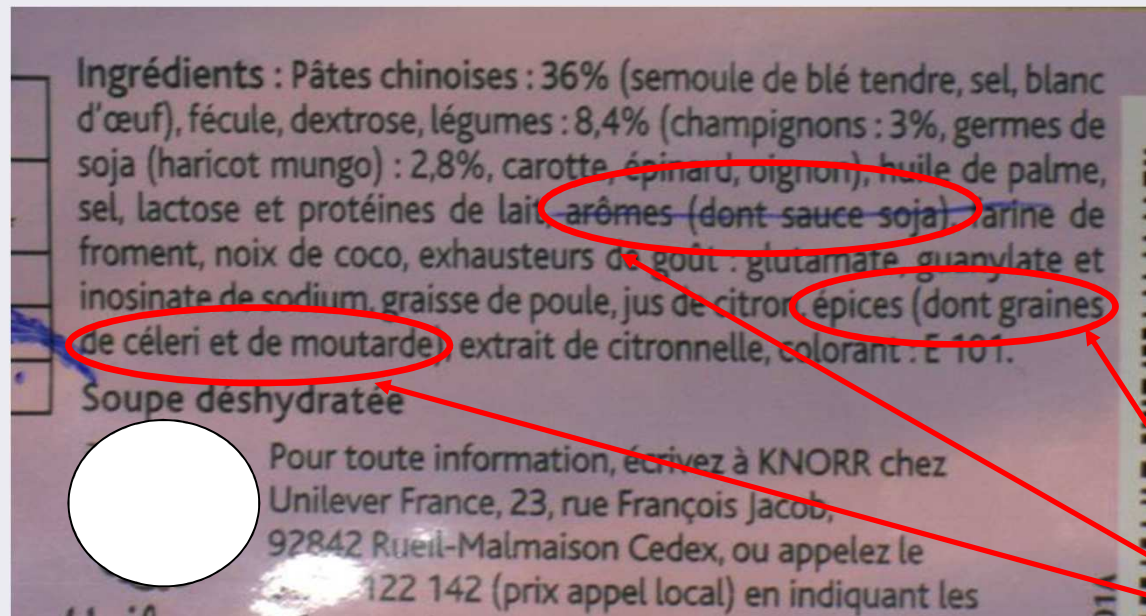 Ingrédients : Pâtes chinoises : 36% (semoule de blé tendre, sel, blanc
d'œuf), fécule, dextrose, légumes : 8,4% (champignons : 3%, germes de
soja (haricot mungo) : 2,8%, carotte, épinard, oignon), huile de palme,
sel, lactose et protéines de lait, arômes (dont sauce soja), farine de
froment, noix de coco, exhausteurs de goût : glutamate, guanylate et
inosinate de sodium, graisse de poule, jus de citron, épices (dont graines
de céleri et de moutarde), extrait de citronnelle, colorant : E 101.
Soupe déshydratée
Pour toute information, écrivez à KNORR chez
Unilever France, 23, rue François Jacob,
92842 Rueil-Malmaison Cedex, ou appelez le
122 142 (prix appel local) en indiquant les